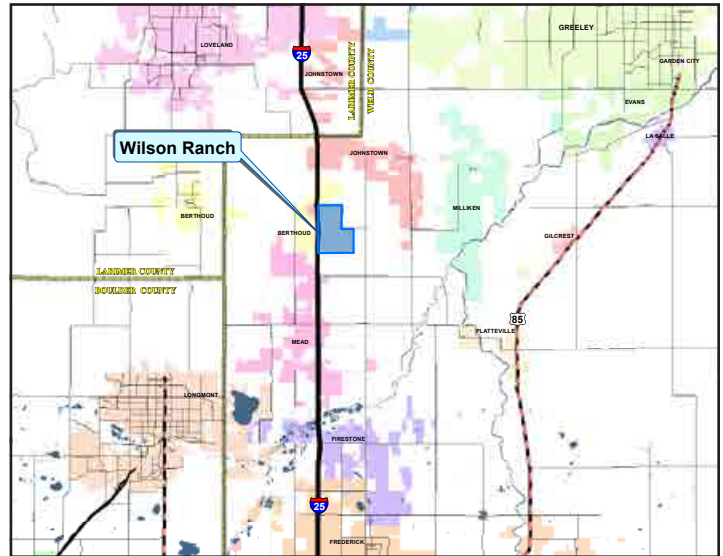 GREELEY
LOVELAND
25
GARDEN CITY
JOHNSTOWN
LARIMER COUNTY
WELD COUNTY
EVANS
LA SALLE
Wilson Ranch
JOHNSTOWN
MILLIKEN
BERTHOUD
BERTHOUD
GILCREST
LARIMER COUNTY
BOULDER COUNTY
85
PLATTEVILLE
MEAD
LONGMONT
FIRESTONE
25
FREDERICK